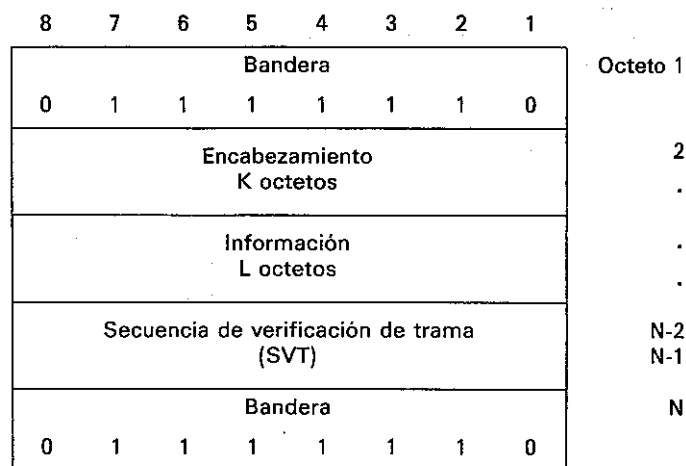 8 7 6 5 4 3 2 1
Bandera Octeto 1
0 1 1 1 1 1 1 0
Encabezamiento 2
K octetos .
Información .
L octetos .
Secuencia de verificación de trama N-2
(SVT) N-1
Bandera N
0 1 1 1 1 1 1 0